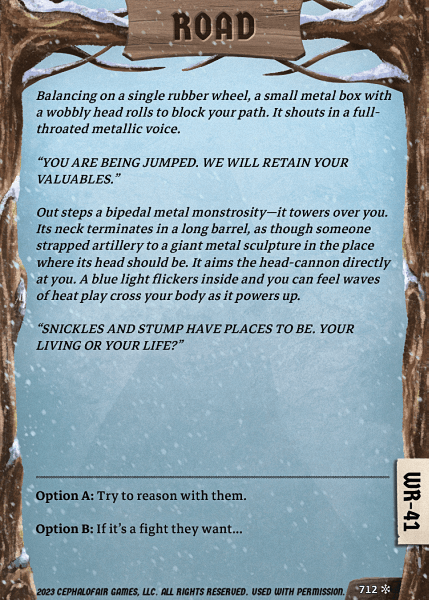 ROAD
Balancing on a single rubber wheel, a small metal box with
a wobbly head rolls to block your path. It shouts in a full-
throated metallic voice.
“YOU ARE BEING JUMPED. WE WILL RETAIN YOUR
VALUABLES.”
Out steps a bipedal metal monstrosity—it towers over you.
Its neck terminates in a long barrel, as though someone
strapped artillery to a giant metal sculpture in the place
where its head should be. It aims the head-cannon directly
at you. A blue light flickers inside and you can feel waves
of heat play cross your body as it powers up.
“SNICKLES AND STUMP HAVE PLACES TO BE. YOUR
LIVING OR YOUR LIFE?”
Option A: Try to reason with them.
Option B: If it’s a fight they want...
WR-41
2023 CEPHALOFAIR GAMES, LLC. ALL RIGHTS RESERVED. USED WITH PERMISSION.
712